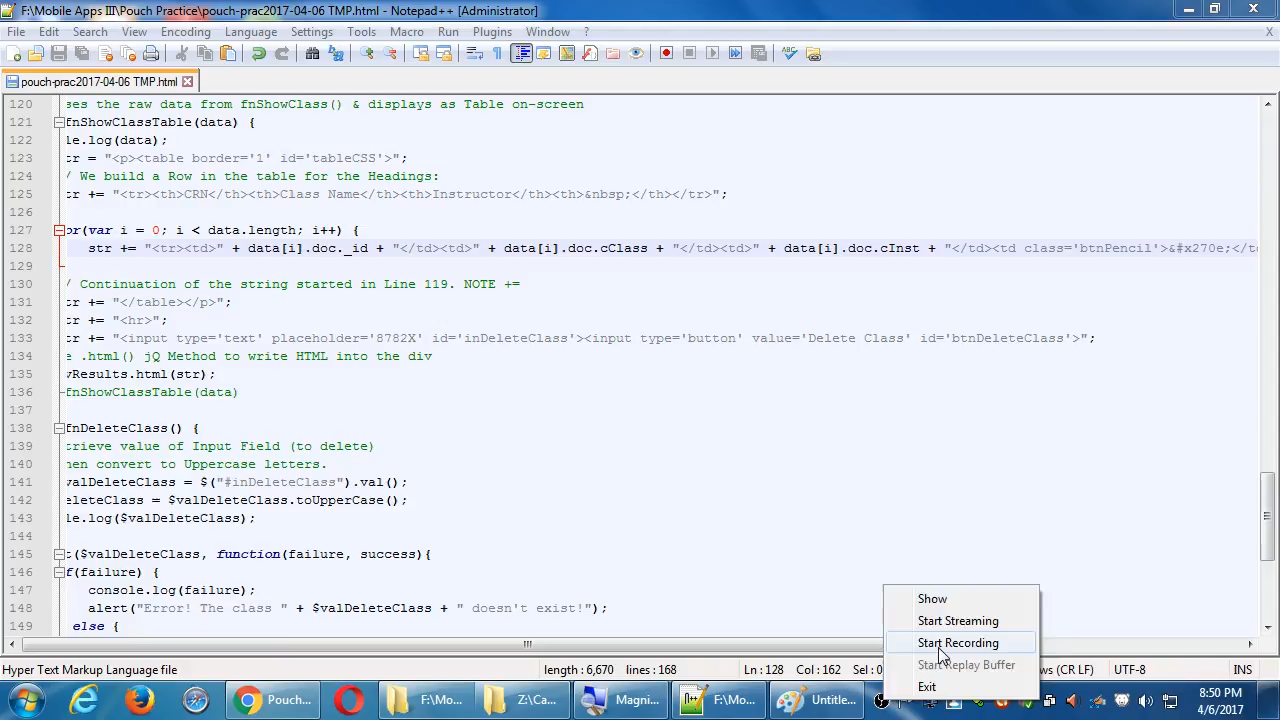 F:\Mobile Apps III\Pouch Practice\pouch-prac2017-04-06 TMP.html - Notepad++ [Administrator]
File Edit Search View Encoding Language Settings Tools Macro Run Plugins Window ? X
pouch-prac2017-04-06 TMP.html
120 ses the raw data from fnShowClass() & displays as Table on-screen
121 fnShowClassTable(data) {
122 le.log(data);
123 tr = "<p><table border='1' id='tableCSS'>";
124 / We build a Row in the table for the Headings:
125 tr += "<tr><th>CRN</th><th>Class Name</th><th>Instructor</th><th>&nbsp;</th></tr>";
126
127 or(var i = 0; i < data.length; i++) {
128 str += "<tr><td>" + data[i].doc._id + "</td><td>" + data[i].doc.cClass + "</td><td>" + data[i].doc.cInst + "</td><td class='btnPencil'>&#x270e;</t
129
130 / Continuation of the string started in Line 119. NOTE +=
131 tr += "</table></p>";
132 tr += "<hr>";
133 tr += "<input type='text' placeholder='8782X' id='inDeleteClass'><input type='button' value='Delete Class' id='btnDeleteClass'>";
134 e .html() jQ Method to write HTML into the div
135 vResults.html(str);
136 fnShowClassTable(data)
137
138 fnDeleteClass() {
139 trieve value of Input Field (to delete)
140 hen convert to Uppercase letters.
141 valDeleteClass = $("#inDeleteClass").val();
142 eleteClass = $valDeleteClass.toUpperCase();
143 le.log($valDeleteClass);
144
145 t($valDeleteClass, function(failure, success){
146 f(failure) {
147 console.log(failure);
148 alert("Error! The class " + $valDeleteClass + " doesn't exist!");
149 else {
Show
Start Streaming
Start Recording
Start Replay Buffer
Exit
Hyper Text Markup Language file length : 6,670 lines : 168 Ln : 128 Col : 162 Sel : 0 ws (CR LF) UTF-8 INS
Pouch... F:\Mo... Z:\Ca... Magni... F:\Mo... Untitle...
8:50 PM
4/6/2017